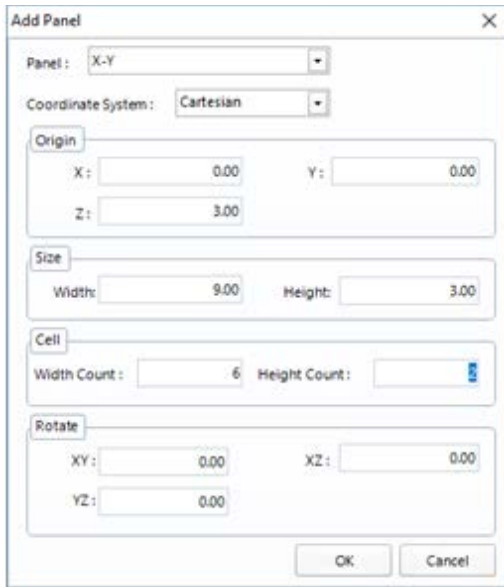 Add Panel
Panel : X-Y
Coordinate System : Cartesian
Origin
X : 0.00 Y : 0.00
Z : 3.00
Size
Width: 9.00 Height: 3.00
Cell
Width Count : 6 Height Count : 2
Rotate
XY : 0.00 XZ : 0.00
YZ : 0.00
OK Cancel